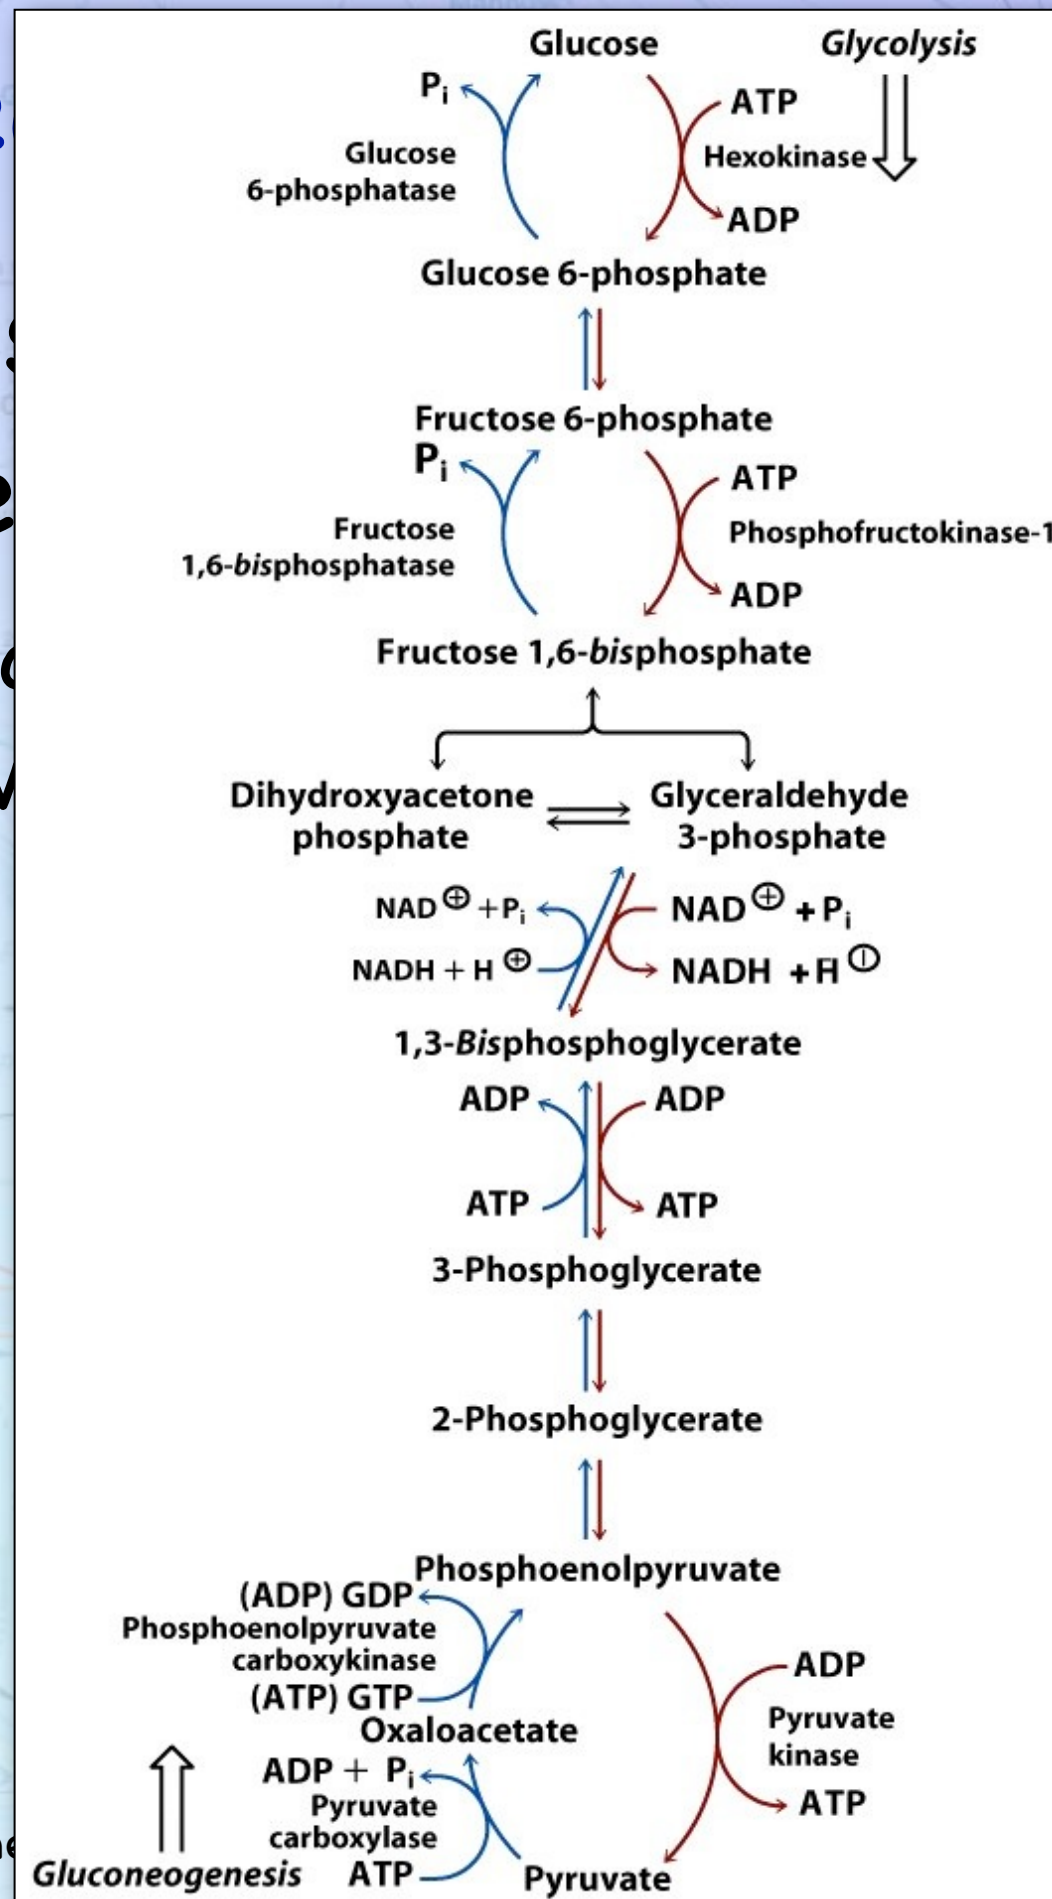 Glucose
Glycolysis
Pi
ATP
Glucose
6-phosphatase
Hexokinase
ADP
Glucose 6-phosphate
Fructose 6-phosphate
Pi
ATP
Fructose
1,6-bisphosphatase
Phosphofructokinase-1
ADP
Fructose 1,6-bisphosphate
Dihydroxyacetone
phosphate
Glyceraldehyde
3-phosphate
NAD⊕ + Pi
NAD⊕ + Pi
NADH + H⊕
NADH + H
1,3-Bisphosphoglycerate
ADP
ADP
ATP
ATP
3-Phosphoglycerate
2-Phosphoglycerate
Phosphoenolpyruvate
(ADP) GDP
Phosphoenolpyruvate
carboxykinase
(ATP) GTP
ADP
Pyruvate
kinase
ATP
Oxaloacetate
ADP + Pi
Pyruvate
carboxylase
ATP
Gluconeogenesis
Pyruvate